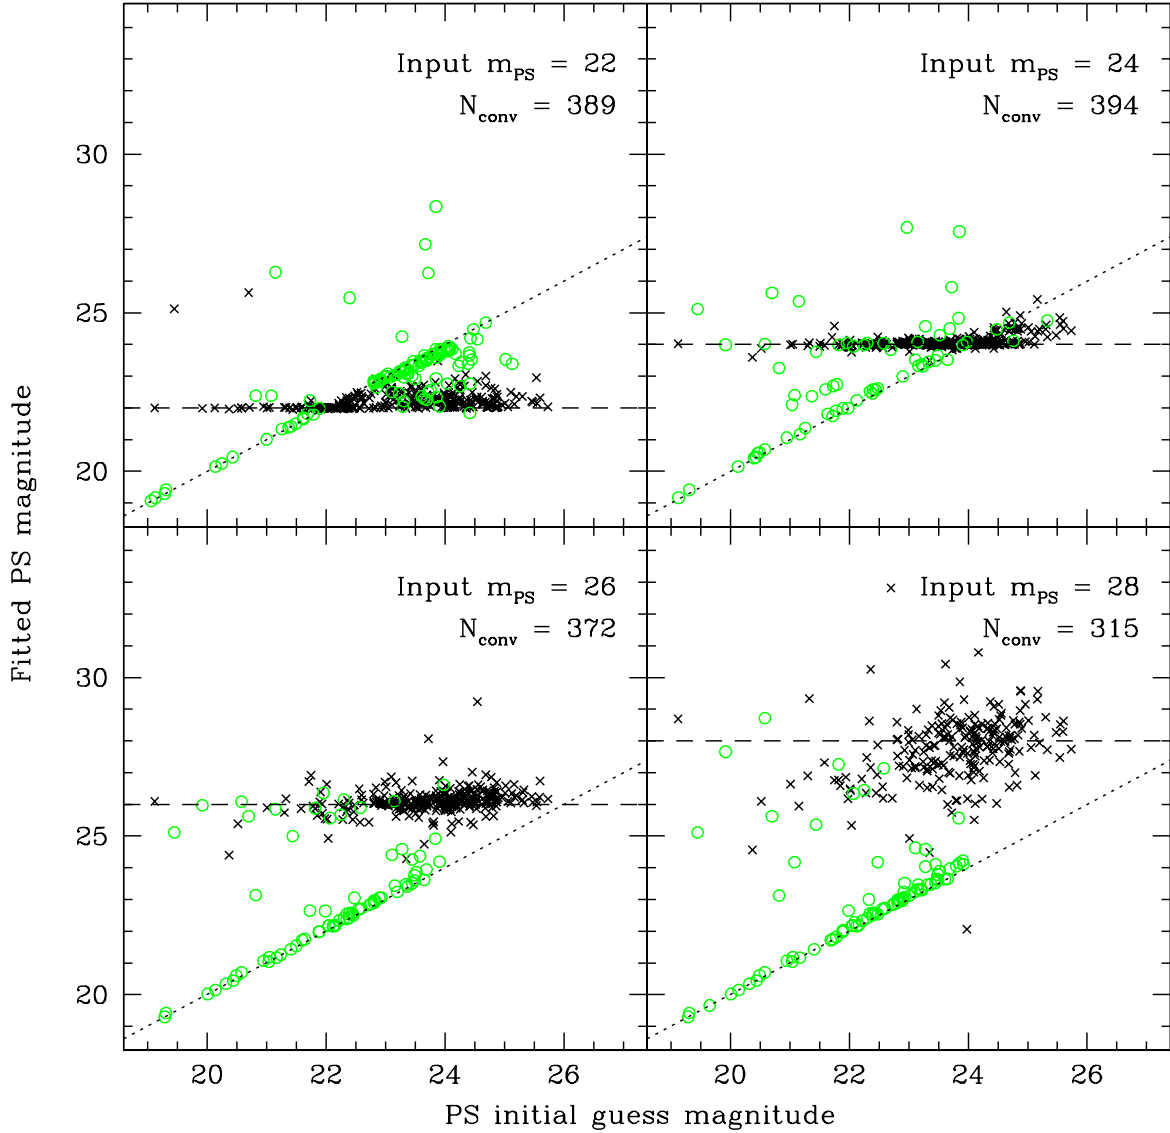 Input m_PS = 22
N_conv = 389
Input m_PS = 24
N_conv = 394
30
25
20
Input m_PS = 26
N_conv = 372
Input m_PS = 28
N_conv = 315
30
25
20
20 22 24 26 20 22 24 26
PS initial guess magnitude
Fitted PS magnitude